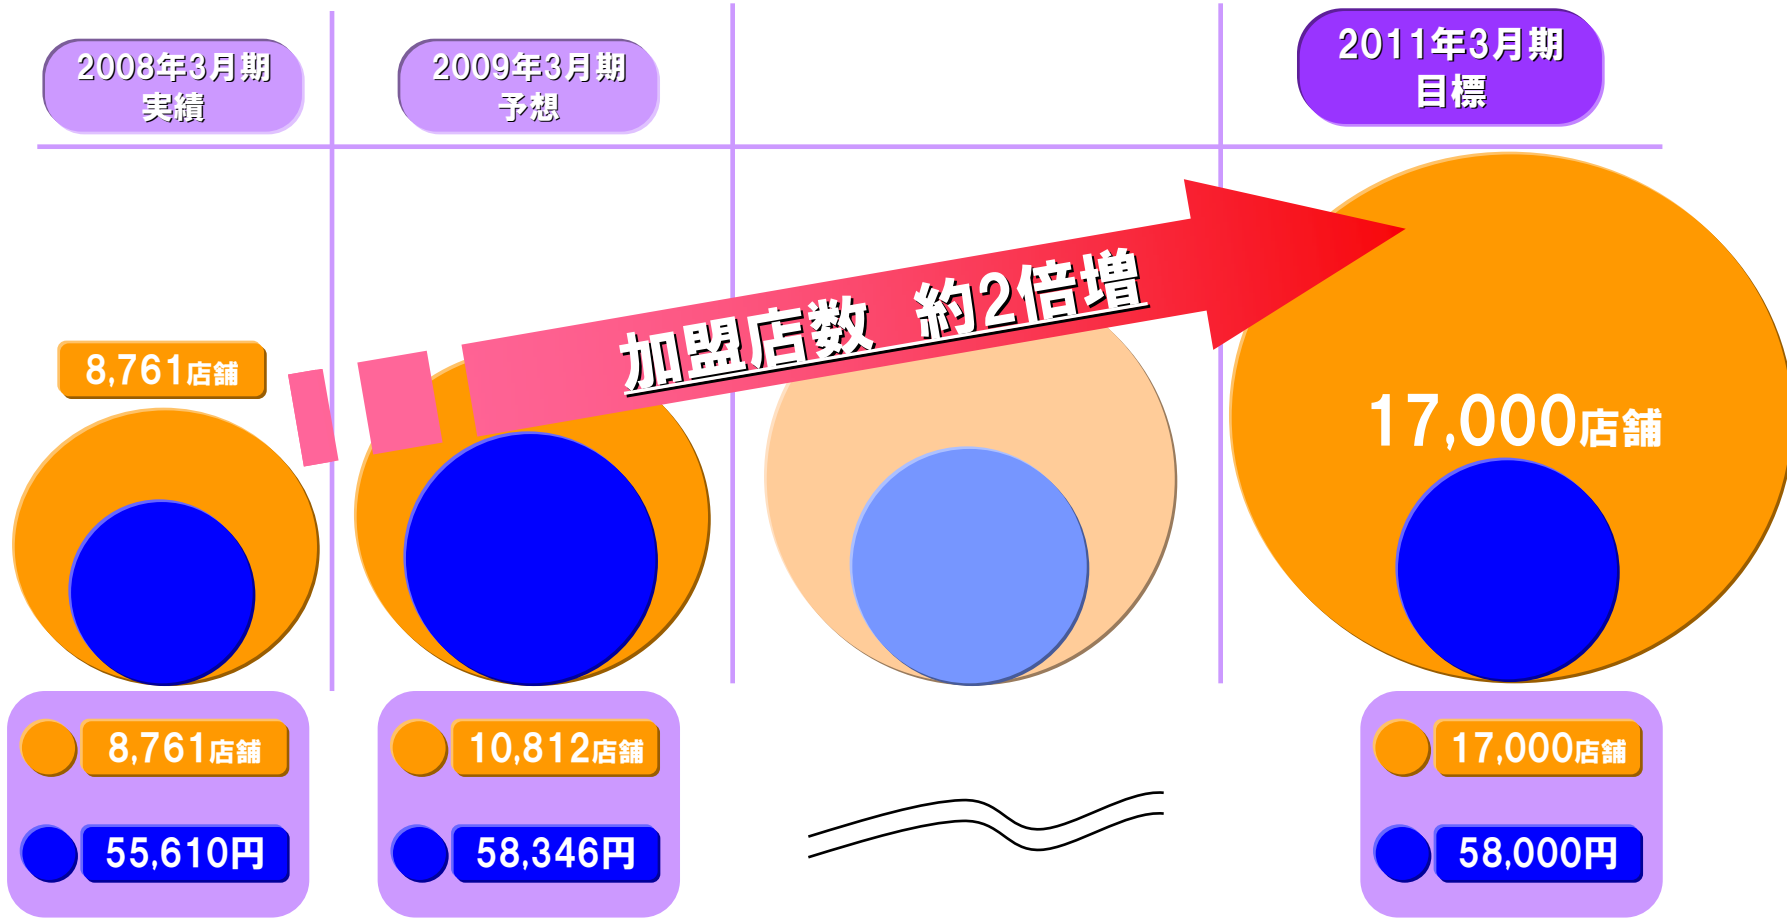 2008年3月期
実績
2009年3月期
予想
2011年3月期
目標
加盟店数　約2倍増
8,761店舗
17,000店舗
8,761店舗
55,610円
10,812店舗
58,346円
17,000店舗
58,000円